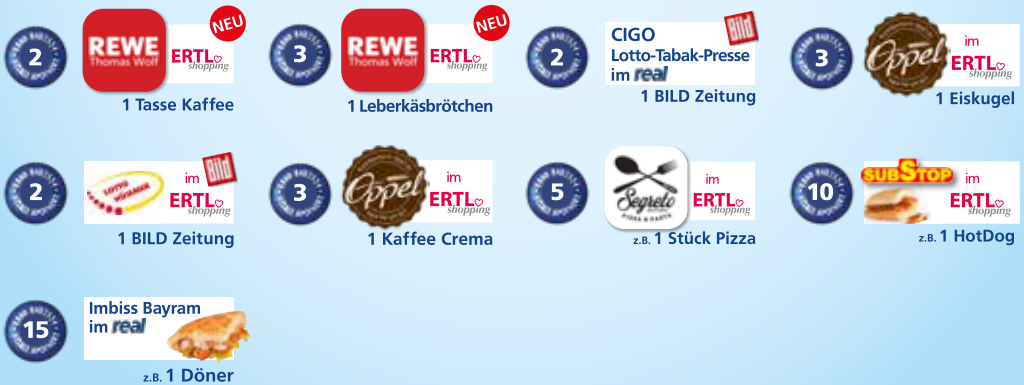 2
REWE
Thomas Wolf
NEU
ERTL
shopping
1 Tasse Kaffee
3
REWE
Thomas Wolf
NEU
ERTL
shopping
1 Leberkäsbrötchen
2
CIGO
Bild
Lotto-Tabak-Presse
im real
1 BILD Zeitung
3
Oppel
im
ERTL
shopping
1 Eiskugel
2
LOTTO
im
Bild
ERTL
shopping
1 BILD Zeitung
3
Oppel
im
ERTL
shopping
1 Kaffee Crema
5
Segreto
PIZZA & PASTA
im
ERTL
shopping
z.B. 1 Stück Pizza
10
SUBSTOP
im
ERTL
shopping
z.B. 1 HotDog
15
Imbiss Bayram
im real
z.B. 1 Döner